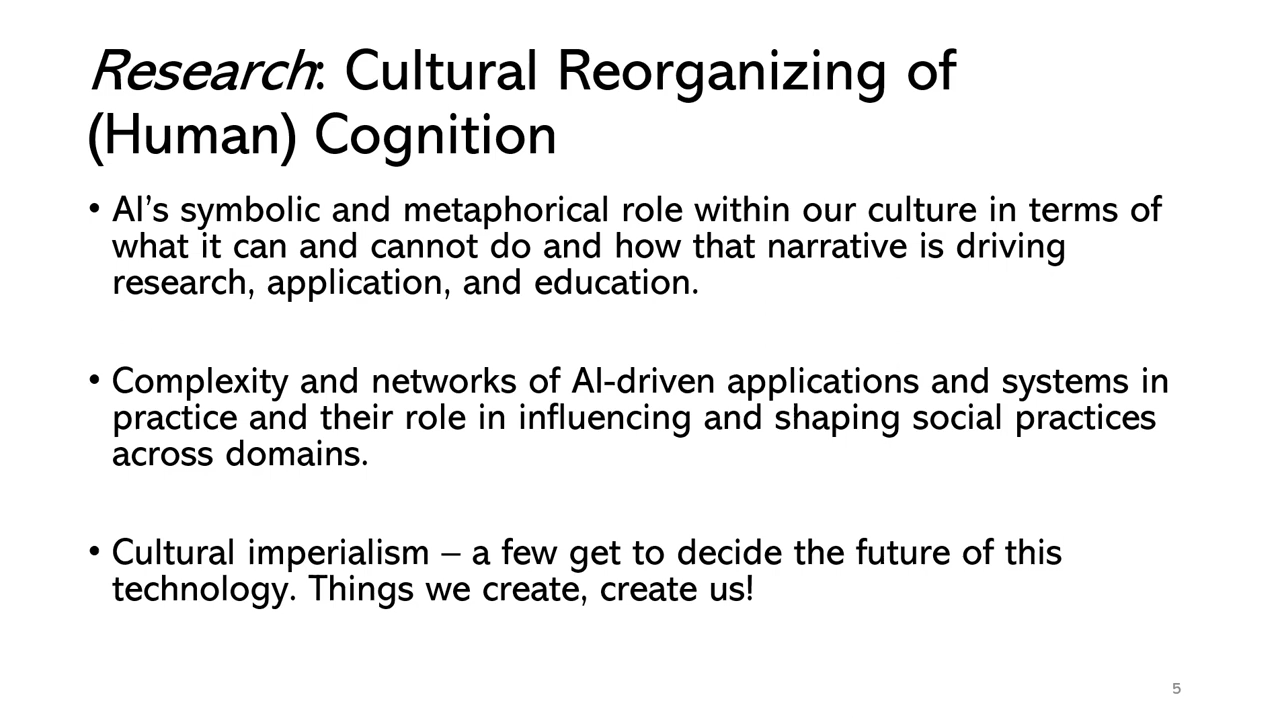 Research: Cultural Reorganizing of
(Human) Cognition
• AI’s symbolic and metaphorical role within our culture in terms of
what it can and cannot do and how that narrative is driving
research, application, and education.
• Complexity and networks of AI-driven applications and systems in
practice and their role in influencing and shaping social practices
across domains.
• Cultural imperialism – a few get to decide the future of this
technology. Things we create, create us!
5